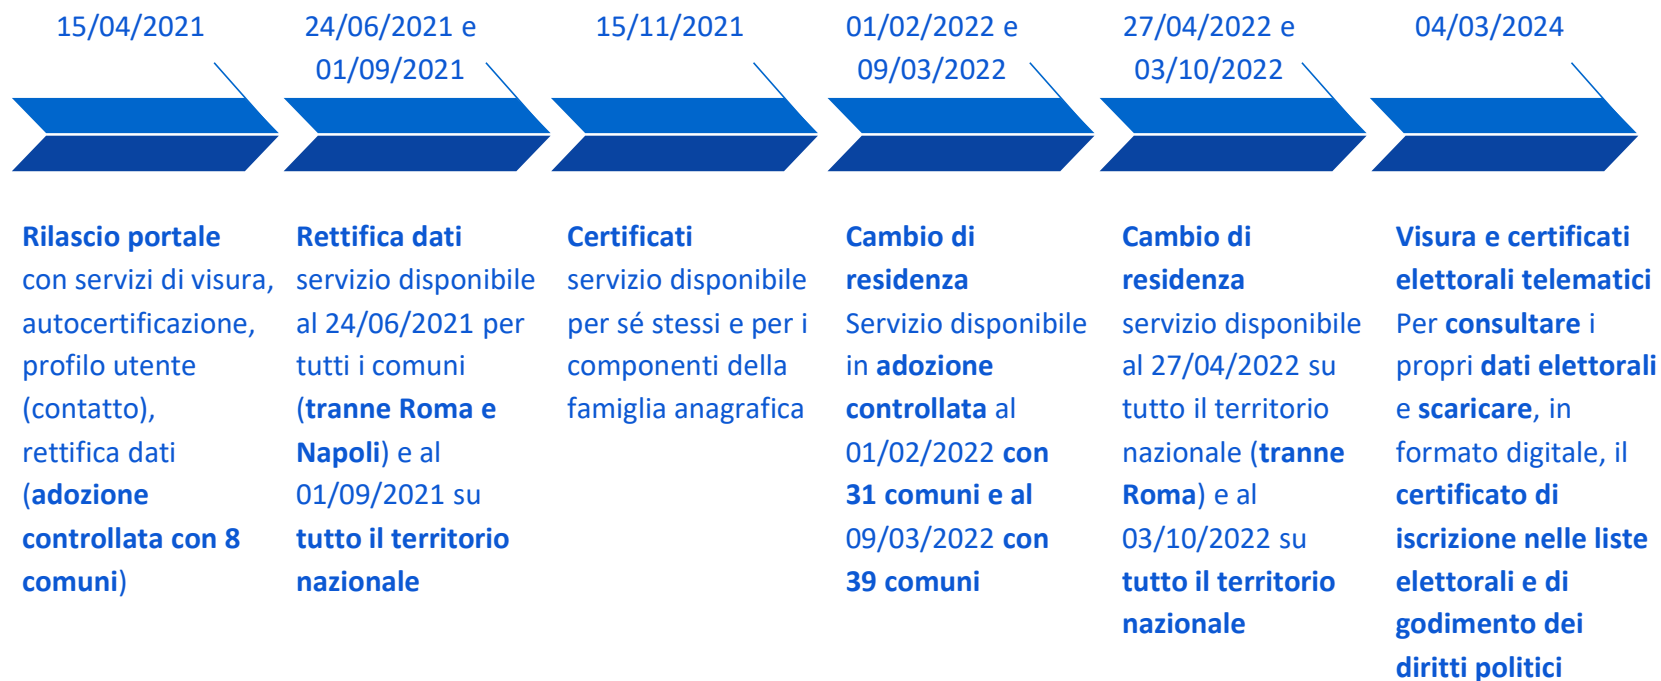 15/04/2021
24/06/2021 e
01/09/2021
15/11/2021
01/02/2022 e
09/03/2022
27/04/2022 e
03/10/2022
04/03/2024
Rilascio portale
con servizi di visura,
autocertificazione,
profilo utente
(contatto),
rettifica dati
(adozione
controllata con 8
comuni)
Rettifica dati
servizio disponibile
al 24/06/2021 per
tutti i comuni
(tranne Roma e
Napoli) e al
01/09/2021 su
tutto il territorio
nazionale
Certificati
servizio disponibile
per sé stessi e per i
componenti della
famiglia anagrafica
Cambio di
residenza
Servizio disponibile
in adozione
controllata al
01/02/2022 con
31 comuni e al
09/03/2022 con
39 comuni
Cambio di
residenza
servizio disponibile
al 27/04/2022 su
tutto il territorio
nazionale (tranne
Roma) e al
03/10/2022 su
tutto il territorio
nazionale
Visura e certificati
elettorali telematici
Per consultare i
propri dati elettorali
e scaricare, in
formato digitale, il
certificato di
iscrizione nelle liste
elettorali e di
godimento dei
diritti politici